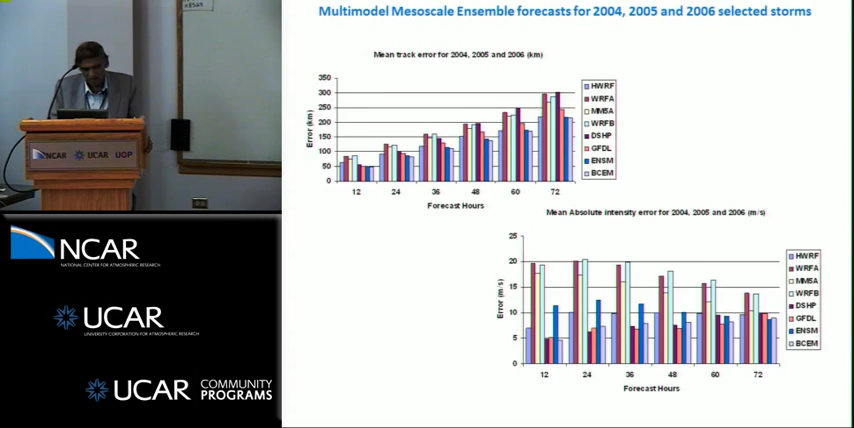 Multimodel Mesoscale Ensemble forecasts for 2004, 2005 and 2006 selected storms
Mean track error for 2004, 2005 and 2006 (km)
350
300
250
200
150
100
50
0
Error (km)
12 24 36 48 60 72
Forecast Hours
HWRF
WRFA
MM5A
WRFB
DSHP
GFDL
ENSM
BCEM
Mean Absolute intensity error for 2004, 2005 and 2006 (m/s)
25
20
15
10
5
0
Error (m/s)
12 24 36 48 60 72
Forecast Hours
HWRF
WRFA
MM5A
WRFB
DSHP
GFDL
ENSM
BCEM
NCAR UCAR UOP
NCAR
NATIONAL CENTER FOR ATMOSPHERIC RESEARCH
UCAR
UNIVERSITY CORPORATION FOR ATMOSPHERIC RESEARCH
UCAR COMMUNITY PROGRAMS